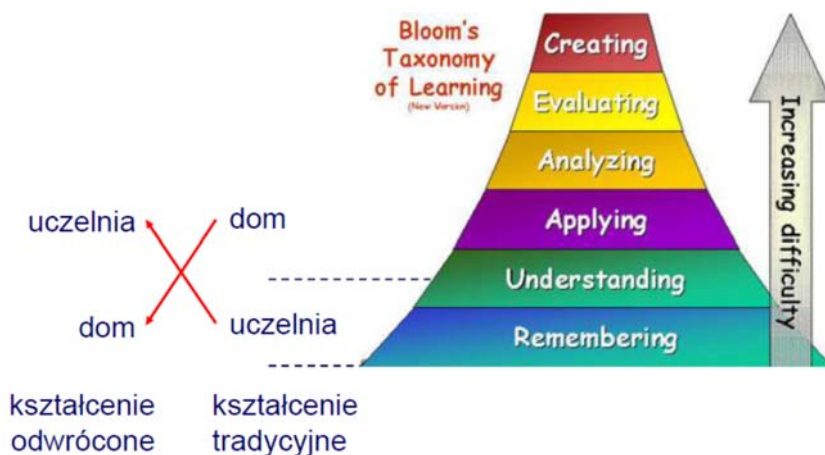 Bloom's
Taxonomy
of Learning
(New Version)
Creating
Evaluating
Analyzing
Applying
Understanding
Remembering
Increasing difficulty
uczelnia
dom
dom
uczelnia
kształcenie
odwrócone
kształcenie
tradycyjne